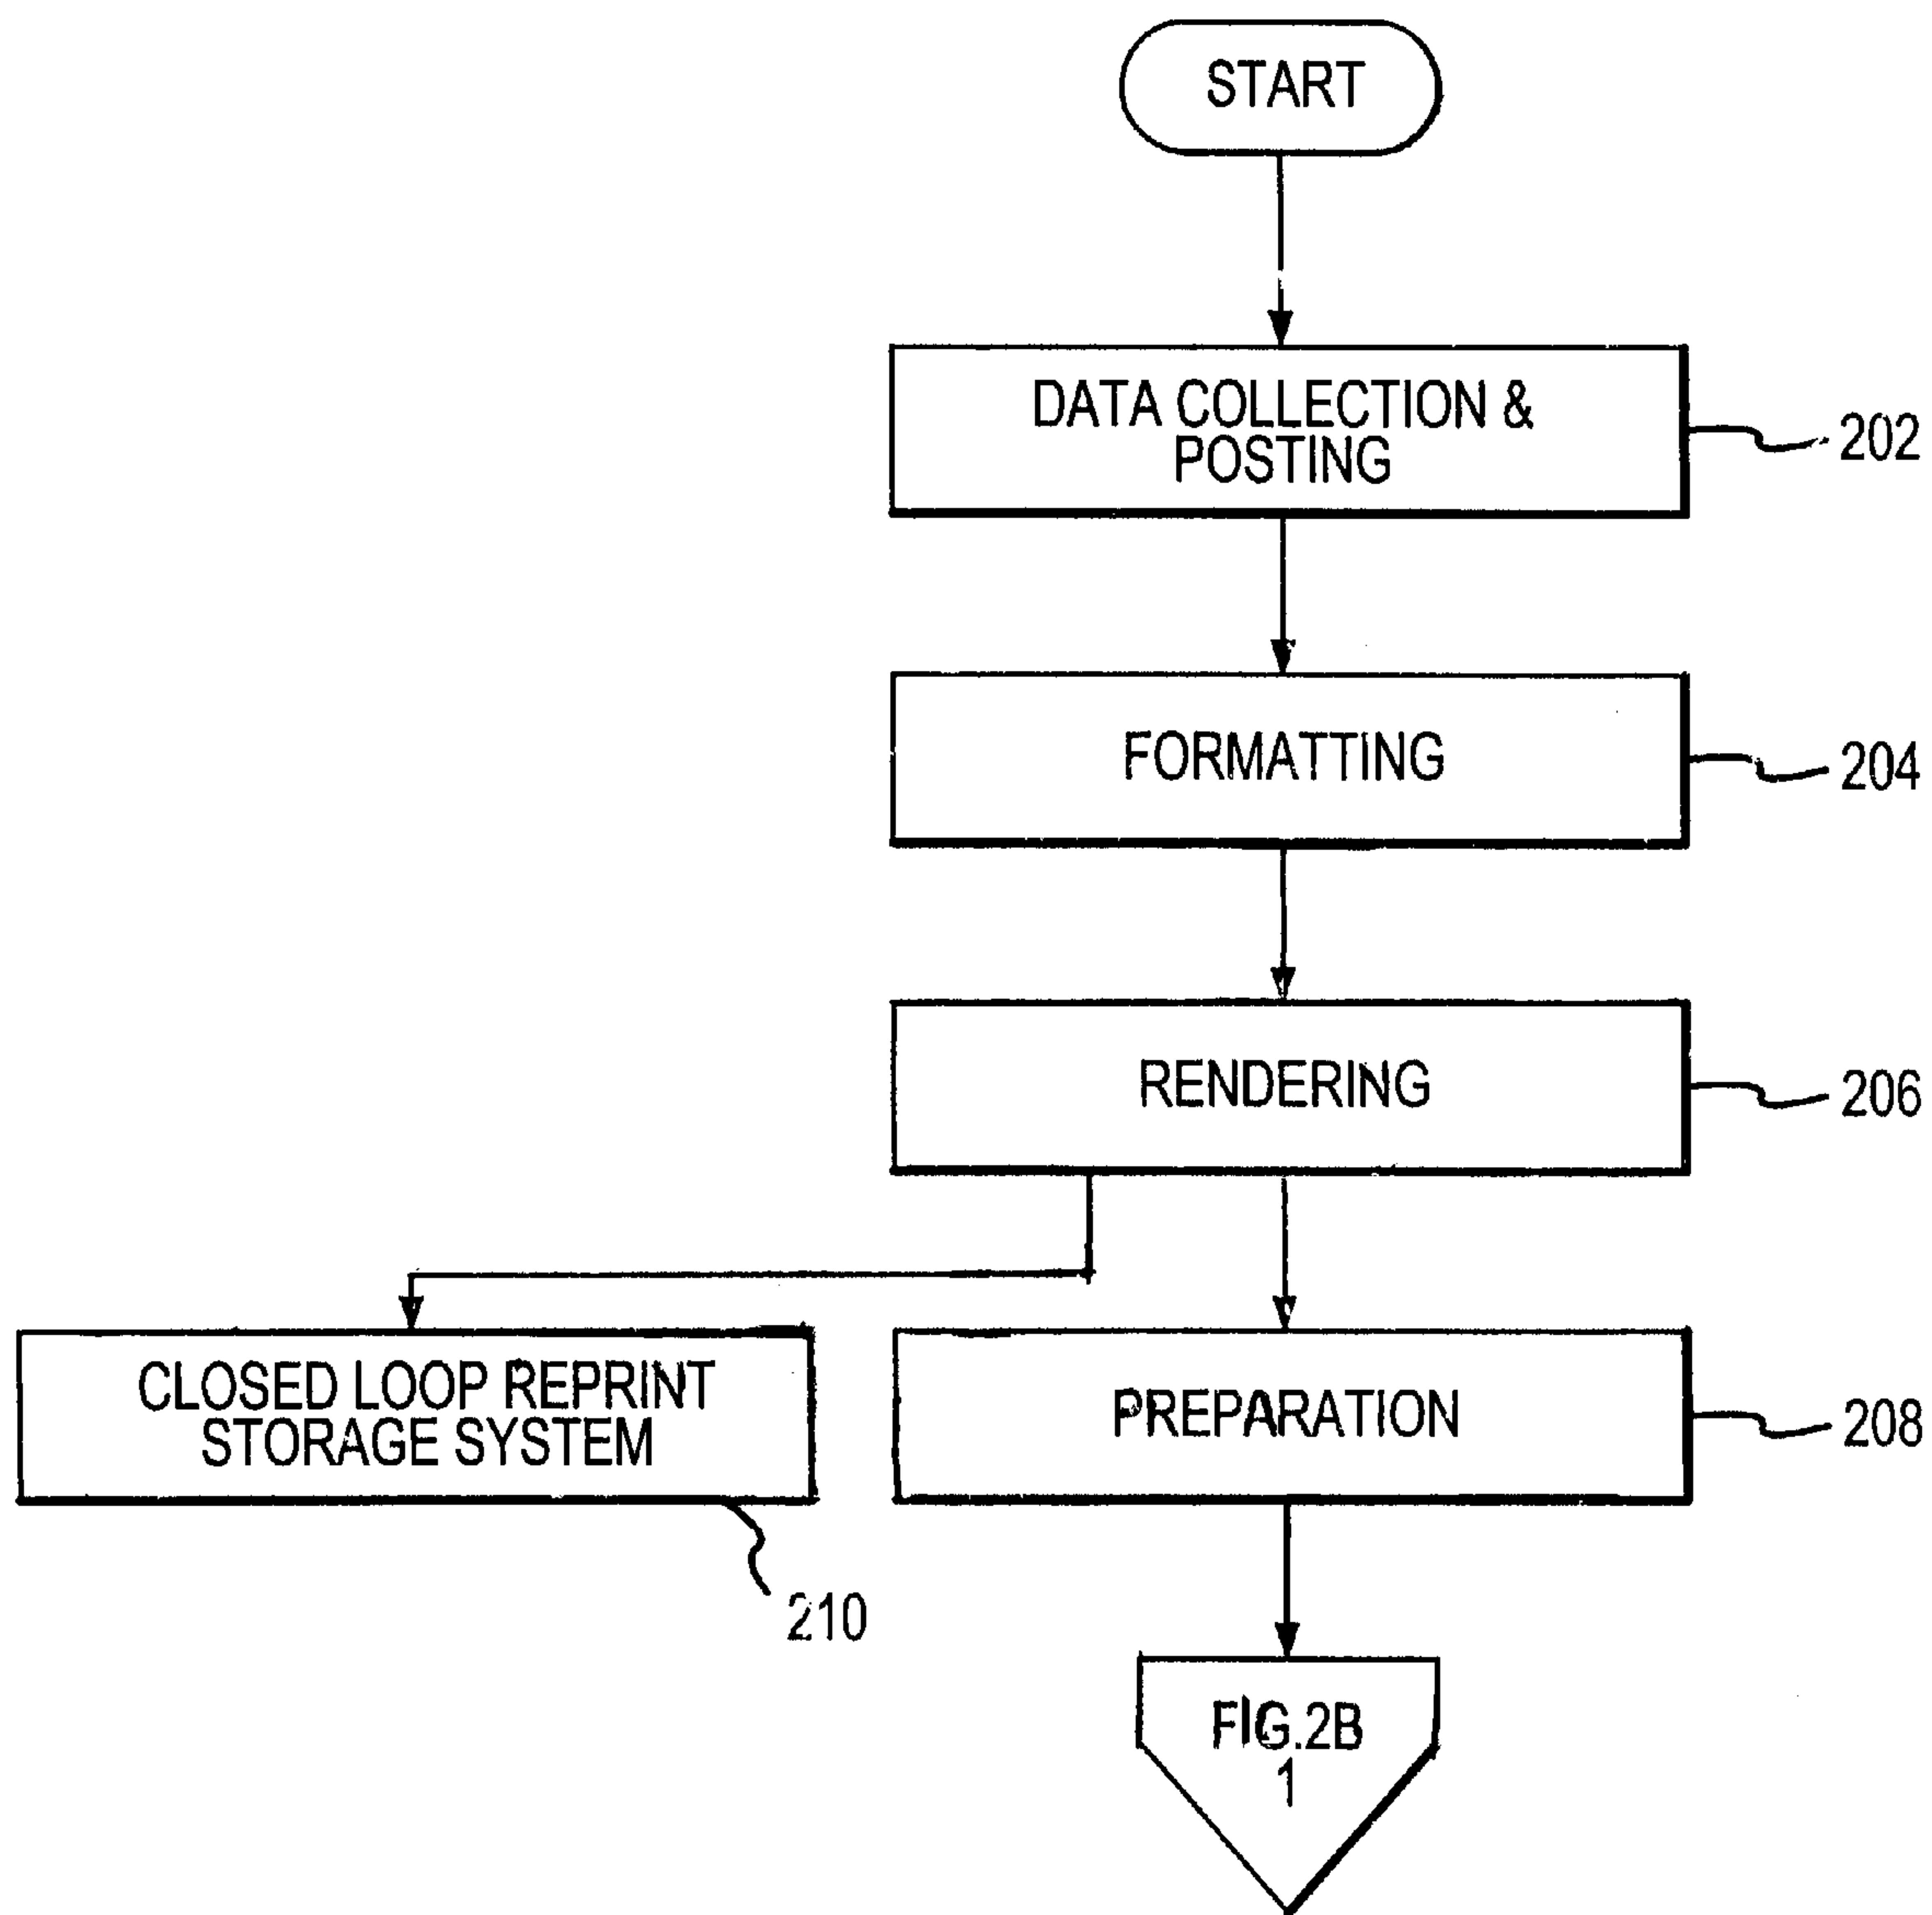 START
DATA COLLECTION &
POSTING
202
FORMATTING
204
RENDERING
206
CLOSED LOOP REPRINT
STORAGE SYSTEM
210
PREPARATION
208
FIG.2B
1